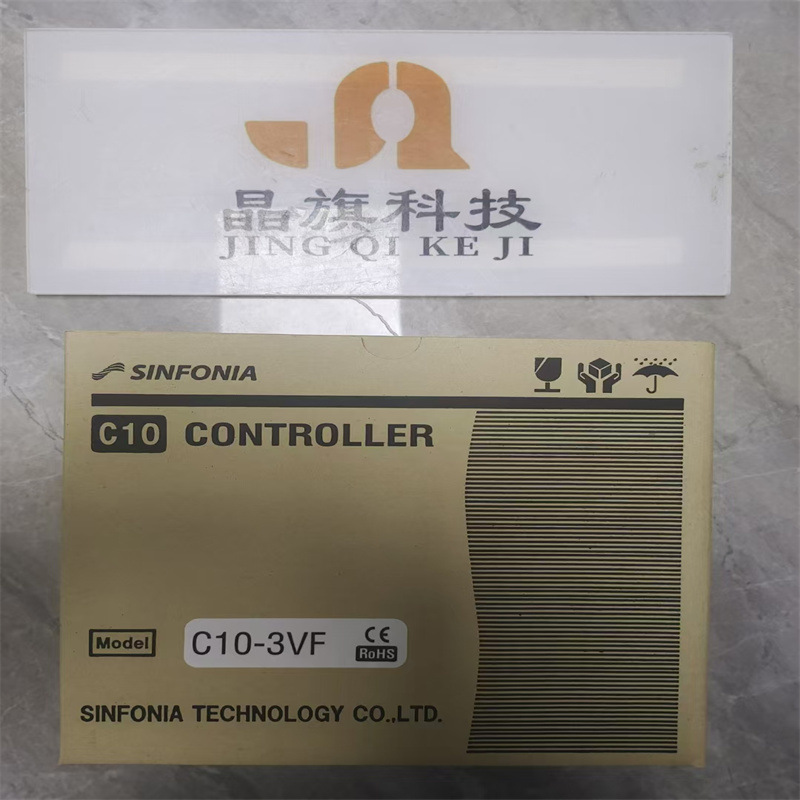 晶旗科技
JING QI KE JI
SINFONIA
C10 CONTROLLER
Model C10-3VF CE
RoHS
SINFONIA TECHNOLOGY CO.,LTD.